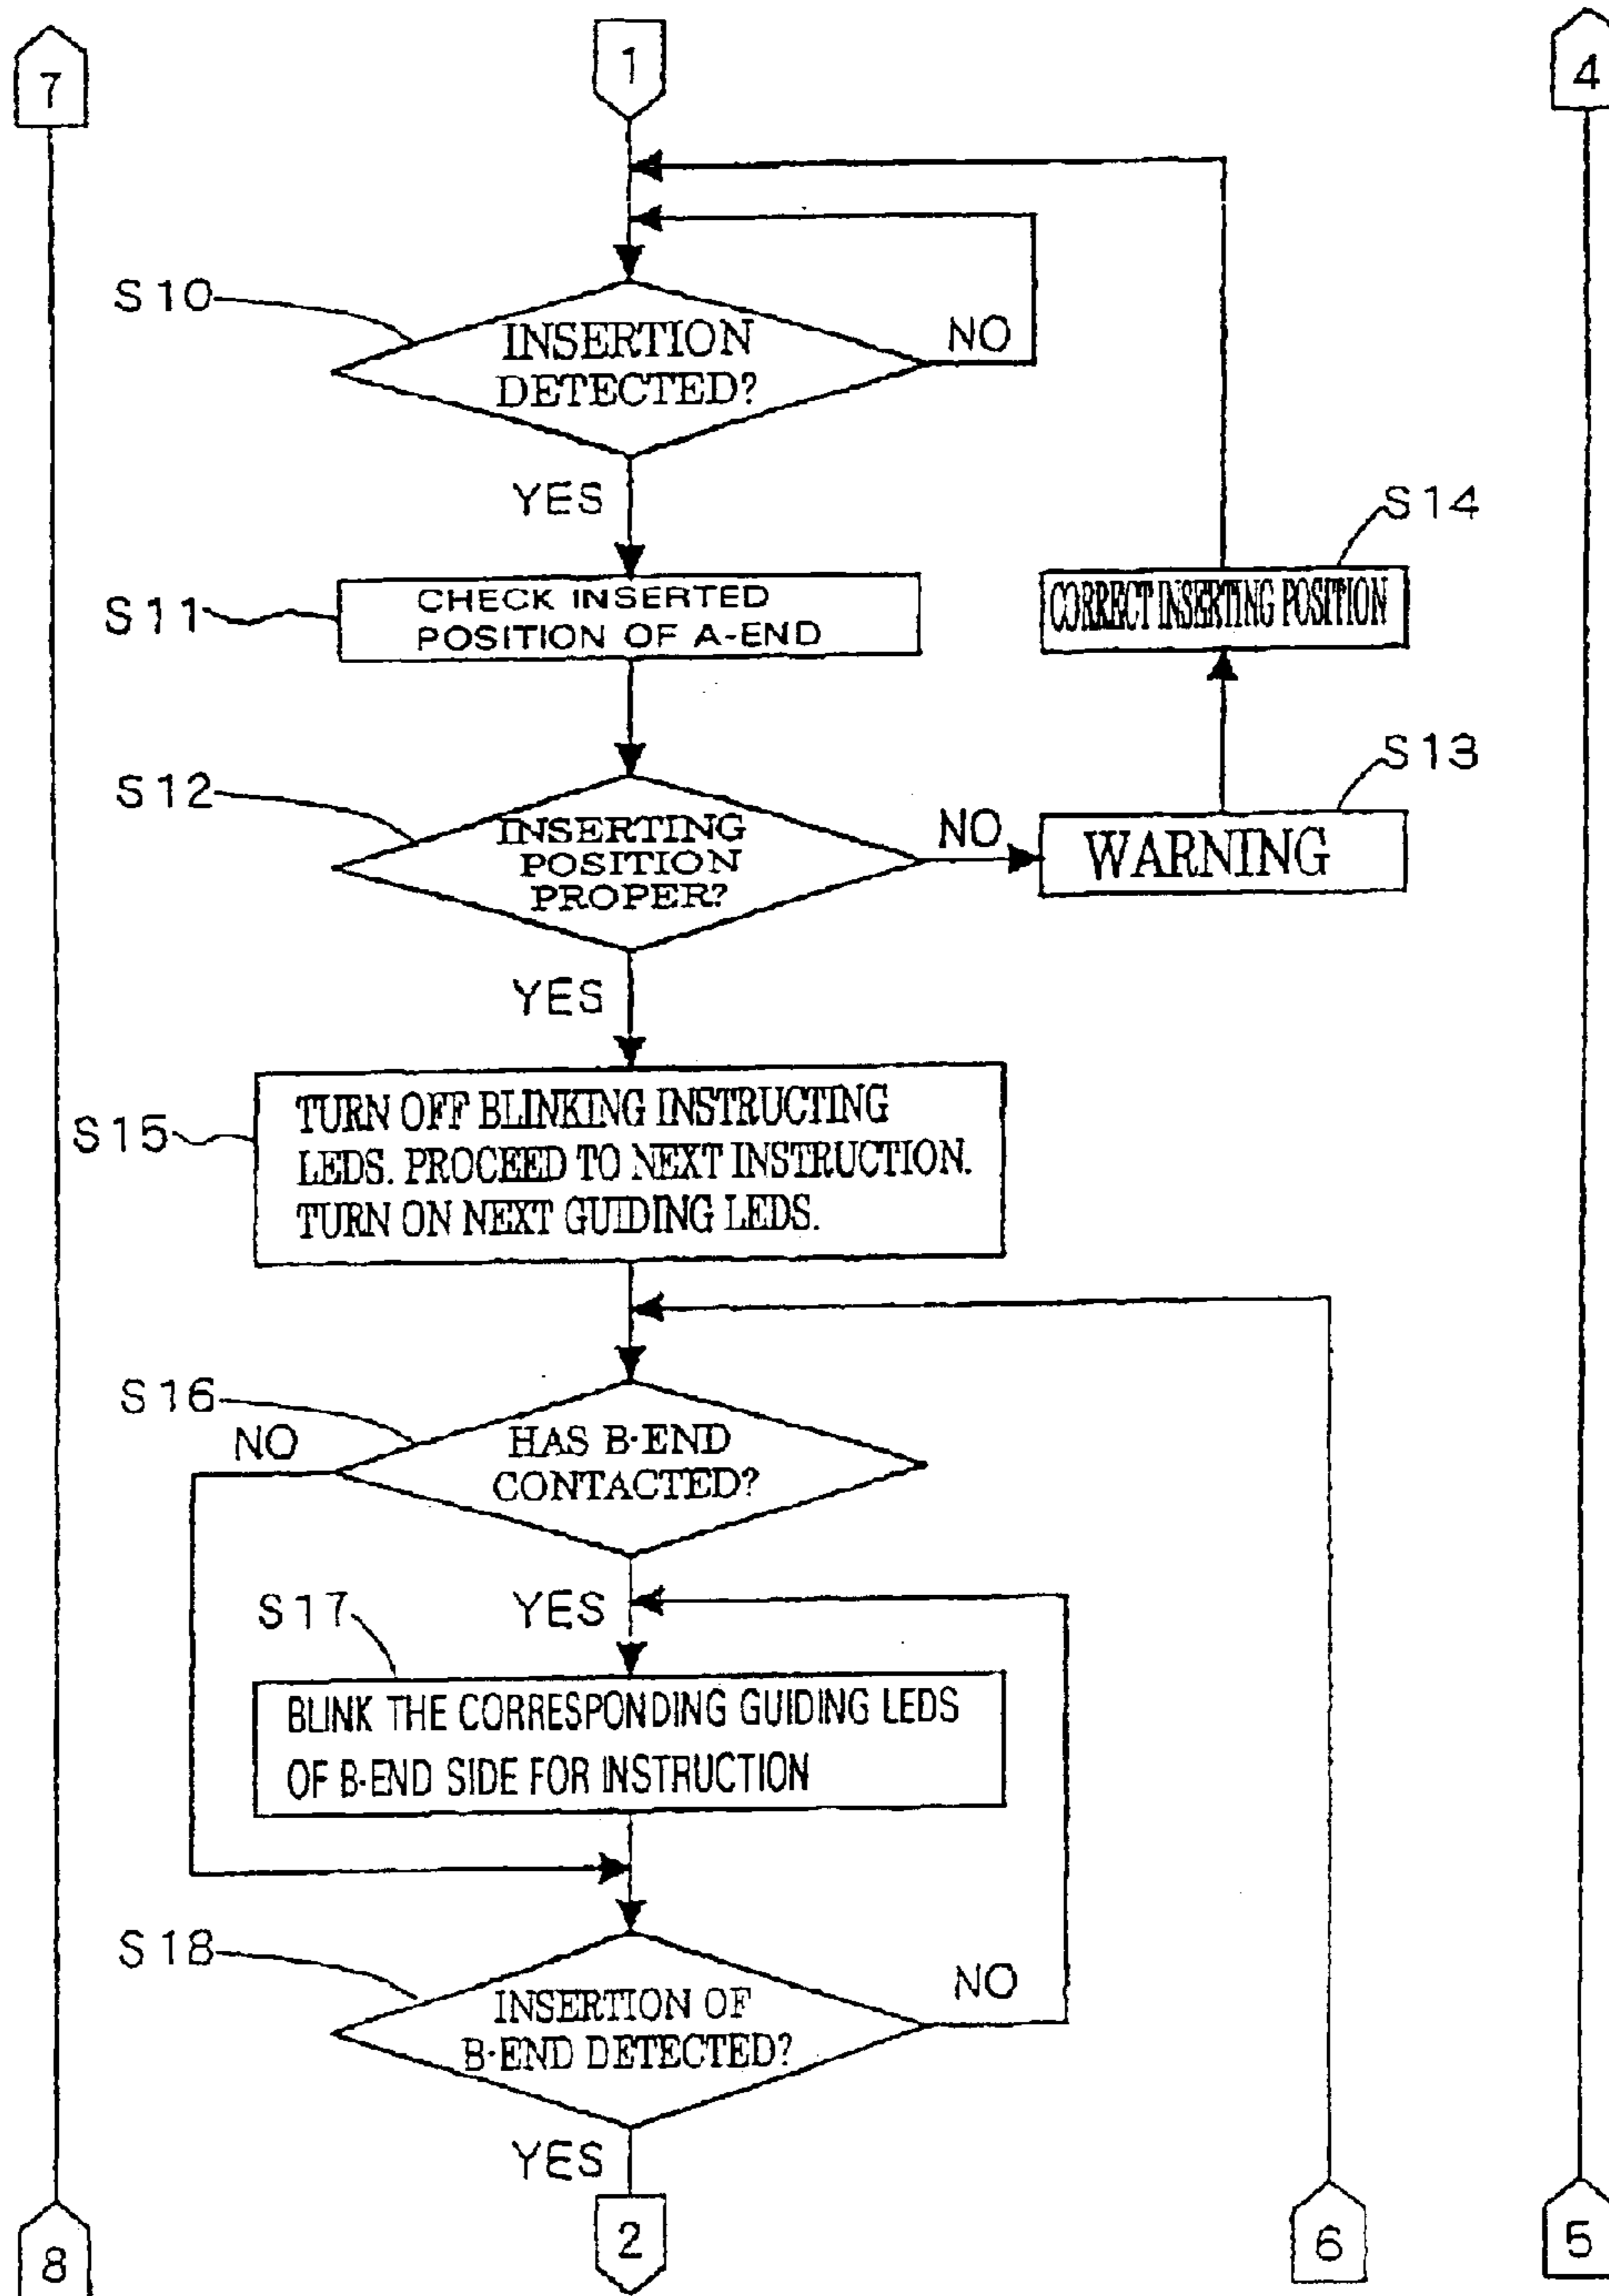 7
1
4
S10
INSERTION
DETECTED?
NO
YES
S14
S11
CHECK INSERTED
POSITION OF A-END
CORRECT INSERTING POSITION
S12
S13
INSERTING
POSITION
PROPER?
NO
WARNING
YES
S15
TURN OFF BLINKING INSTRUCTING
LEDS. PROCEED TO NEXT INSTRUCTION.
TURN ON NEXT GUIDING LEDS.
S16
NO
HAS B-END
CONTACTED?
S17
YES
BLINK THE CORRESPONDING GUIDING LEDS
OF B-END SIDE FOR INSTRUCTION
S18
NO
INSERTION OF
B-END DETECTED?
YES
8
2
6
5